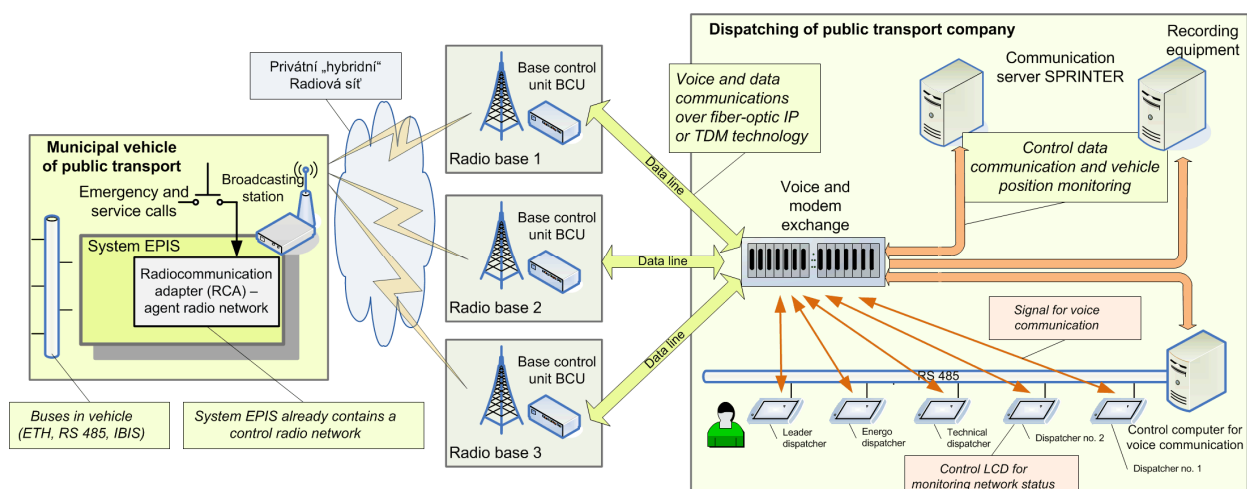 Municipal vehicle
of public transport
Emergency and
service calls
Broadcasting
station
System EPIS
Radiocommunication
adapter (RCA) –
agent radio network
Buses in vehicle
(ETH, RS 485, IBIS)
System EPIS already contains a
control radio network
Privátní „hybridní“
Radiová síť
Base control
unit BCU
Radio base 1
Base control
unit BCU
Radio base 2
Base control
unit BCU
Radio base 3
Data line
Data line
Data line
Dispatching of public transport company
Voice and data
communications
over fiber-optic IP
or TDM technology
Communication
server SPRINTER
Recording
equipment
Control data
communication and vehicle
position monitoring
Voice and
modem
exchange
Signal for voice
communication
RS 485
Leader
dispatcher
Energo
dispatcher
Technical
dispatcher
Dispatcher no. 2
Dispatcher no. 1
Control computer for
voice communication
Control LCD for
monitoring network status